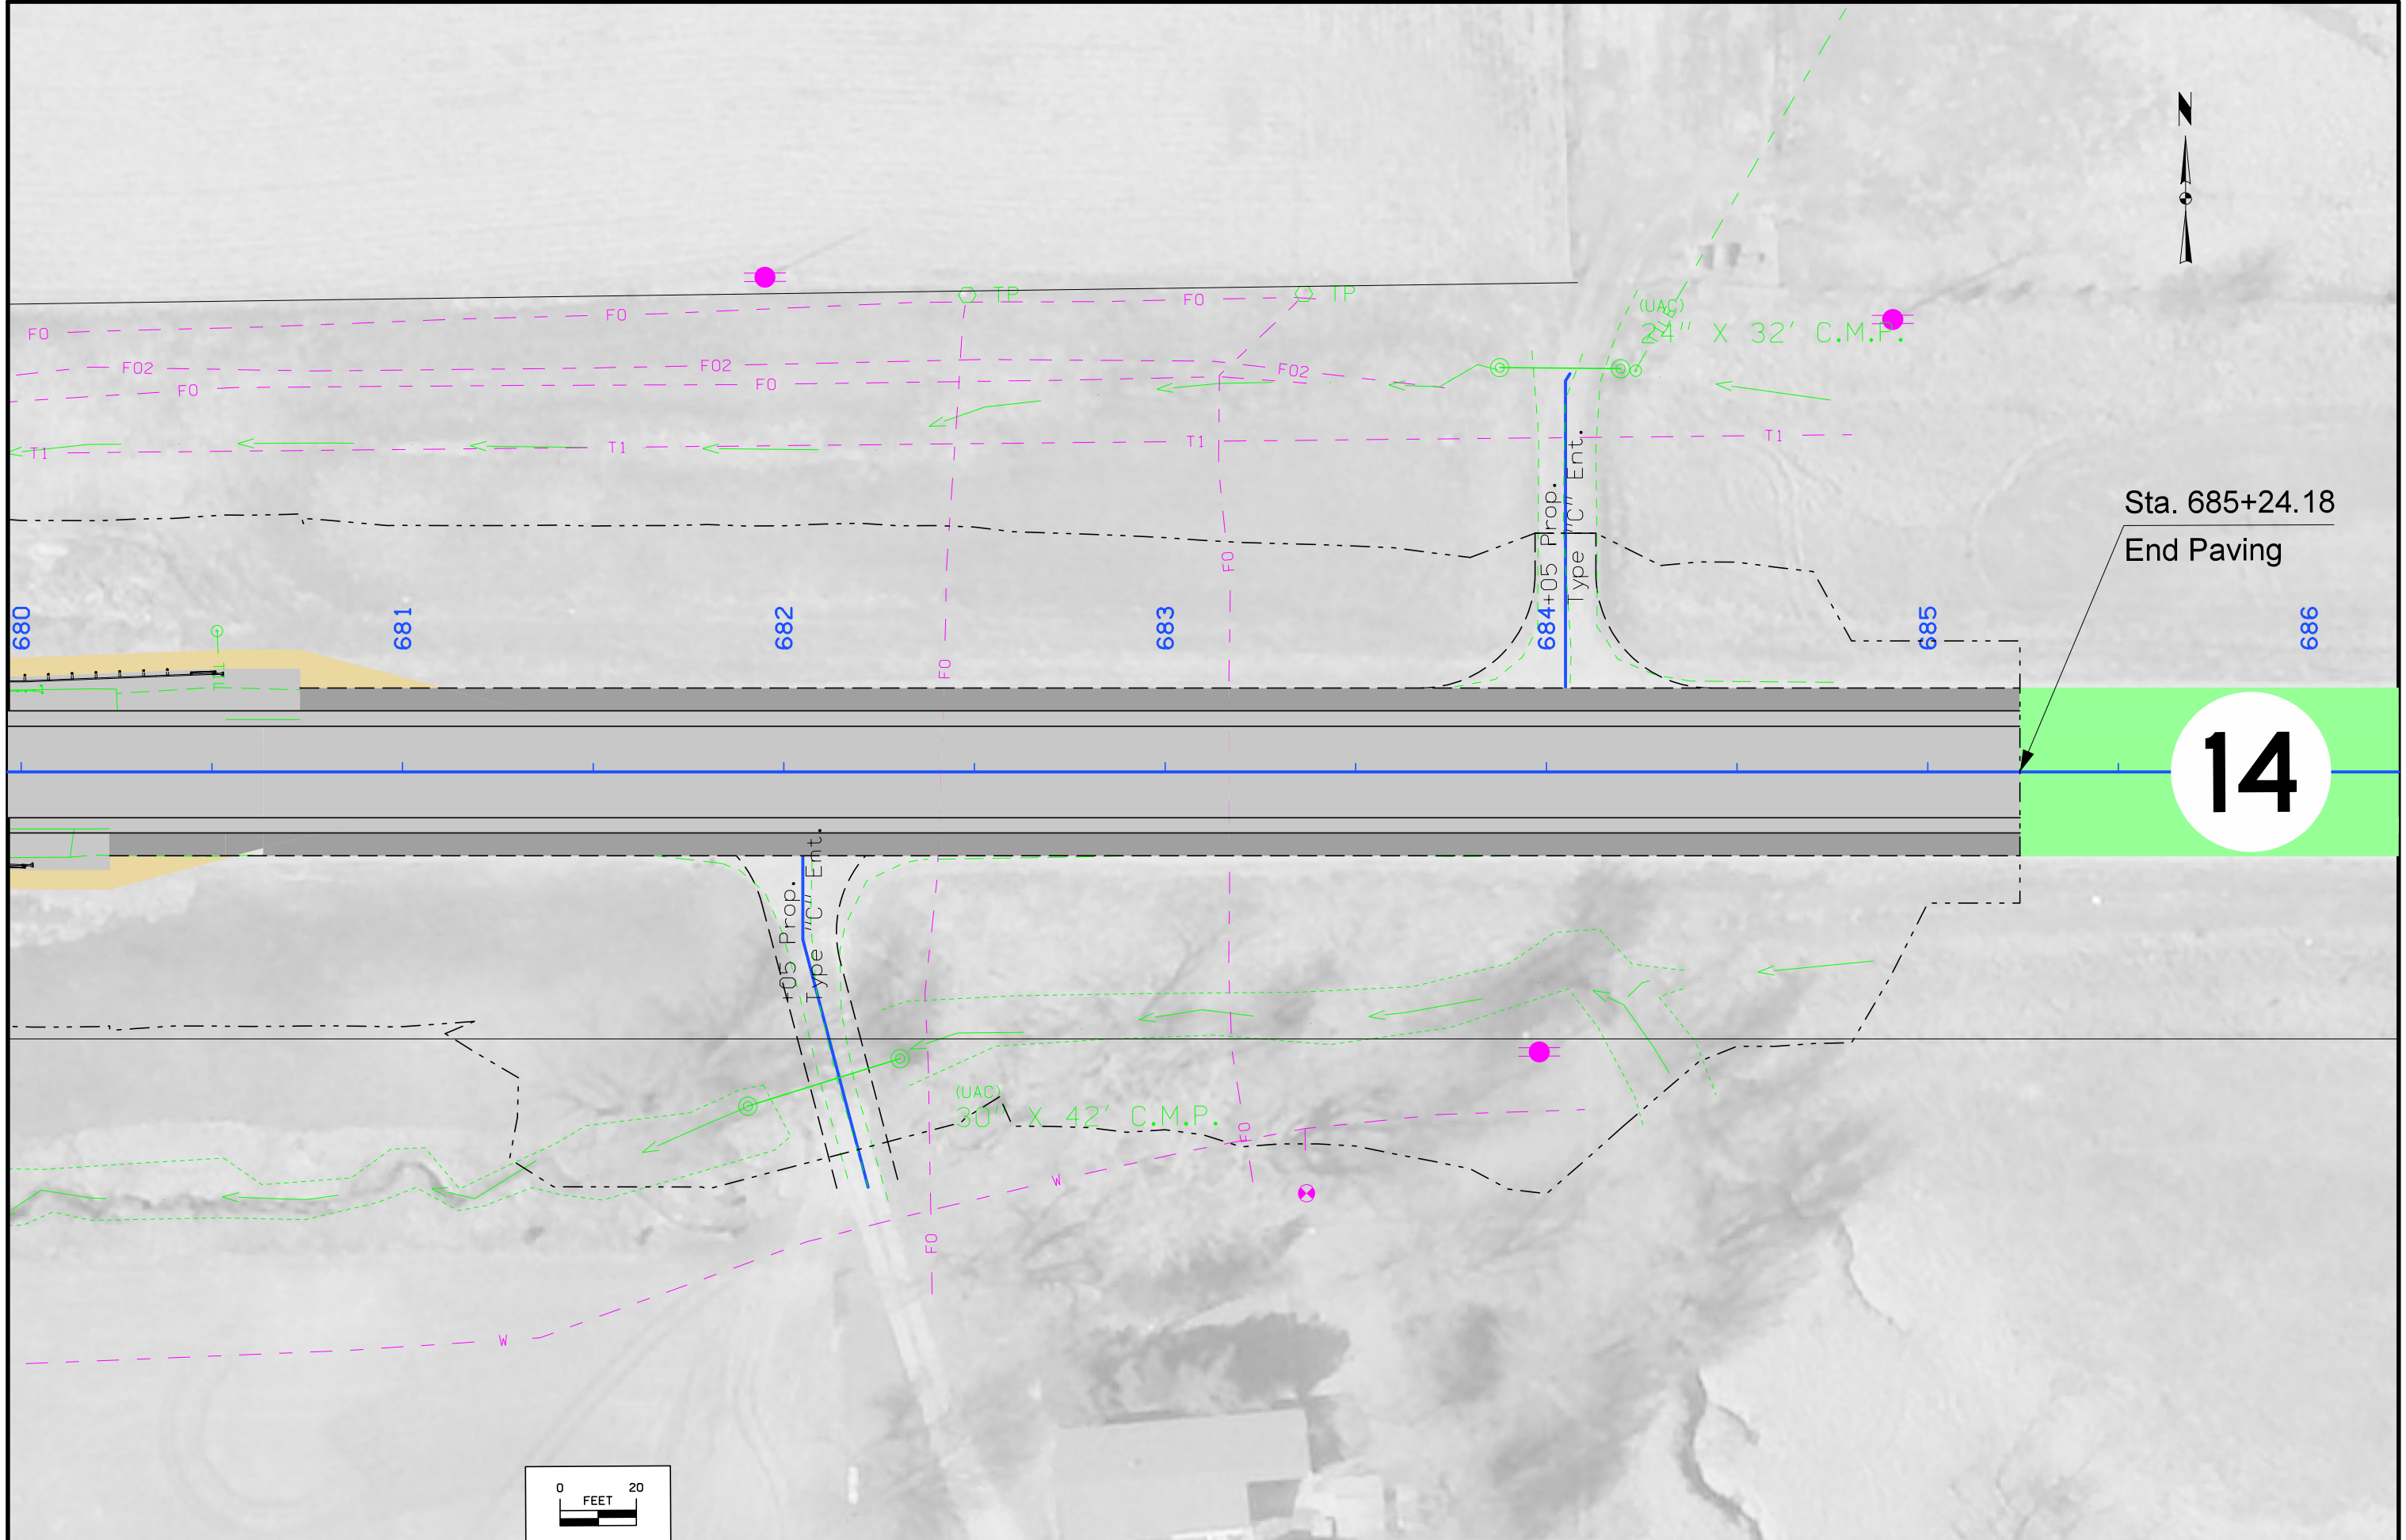 N
TP
TP
FO
FO
FO
(UAC)
24" X 32' C.M.P.
FO2
FO2
FO2
FO
FO
T1
T1
T1
T1
Sta. 685+24.18
End Paving
684+05 Prop.
Type "C" Ent.
FO
FO
680
681
682
683
685
686
14
+05 Prop.
Type "C" Ent.
(UAC)
30" X 42' C.M.P.
FO
W
FO
W
0 20
FEET